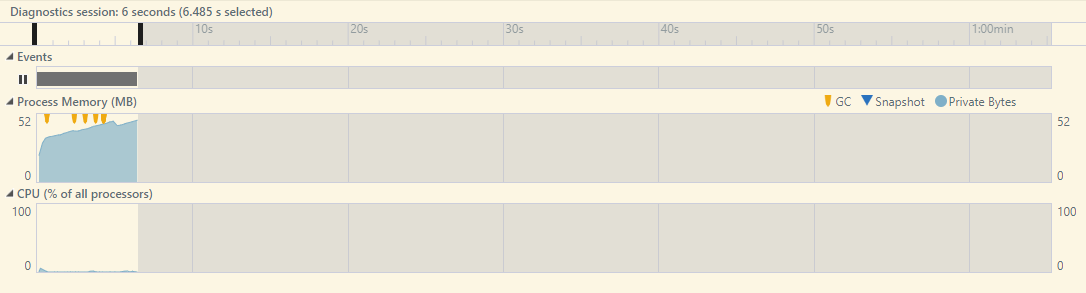 Diagnostics session: 6 seconds (6.485 s selected)
10s 20s 30s 40s 50s 1:00min
Events
Process Memory (MB) GC Snapshot Private Bytes
52 52
0 0
CPU (% of all processors)
100 100
0 0